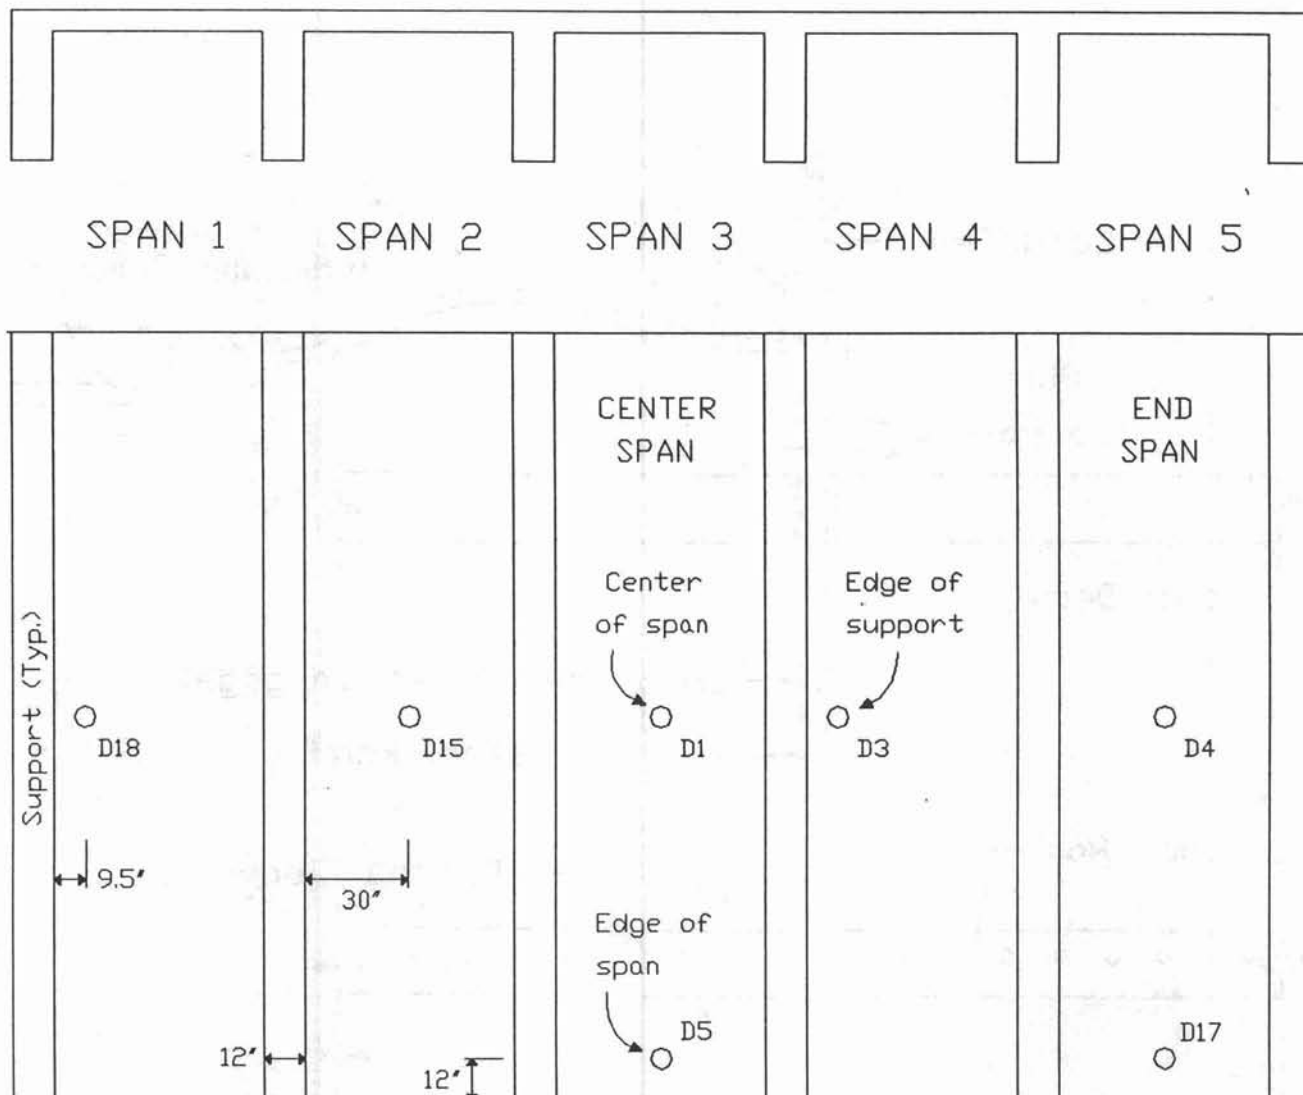 SPAN 1
SPAN 2
SPAN 3
SPAN 4
SPAN 5
CENTER
SPAN
END
SPAN
Center
of span
Edge of
support
Support (Typ.)
D18
D15
D1
D3
D4
9.5"
30"
Edge of
span
D5
D17
12"
12"